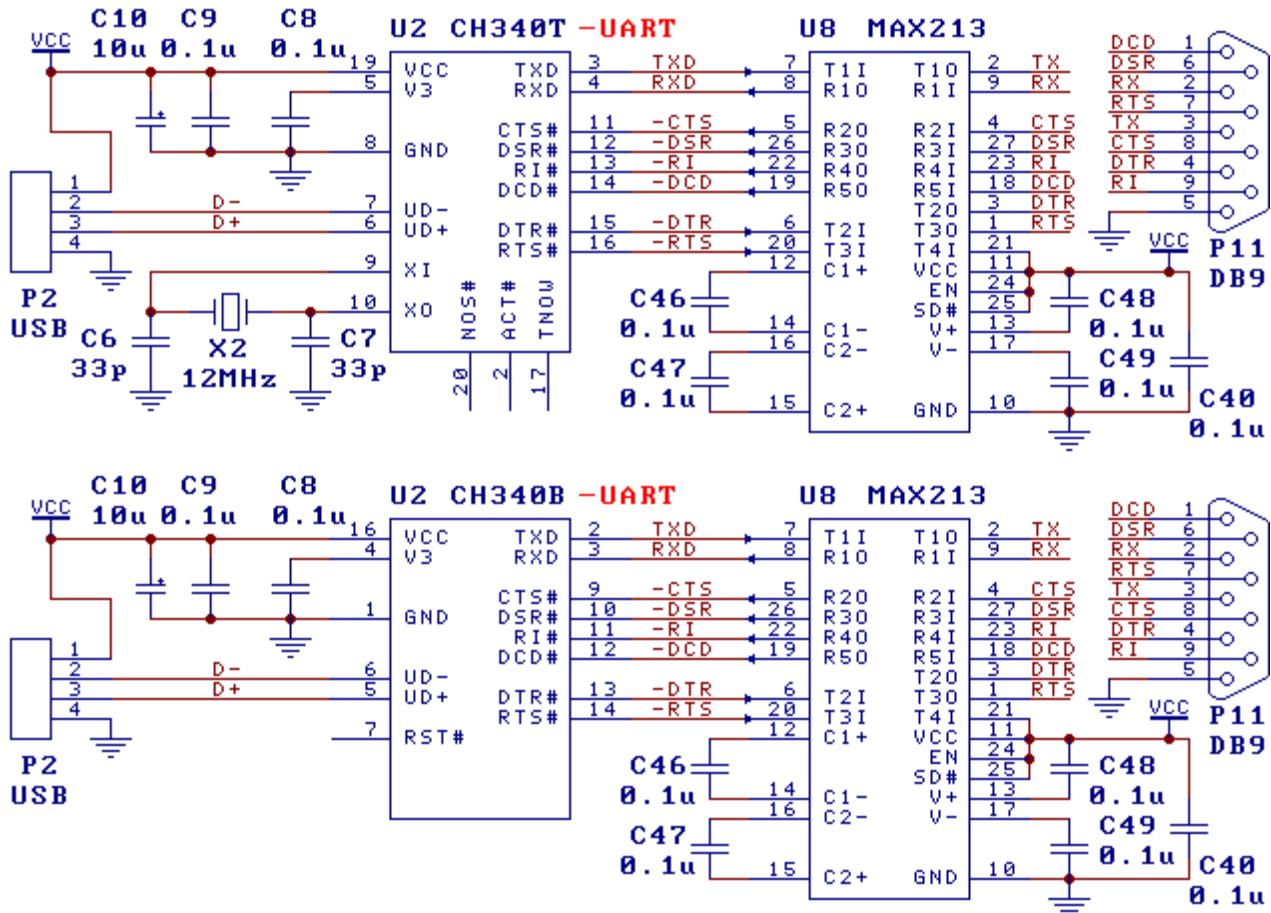 C10 C9 C8 U2 CH340T -UART U8 MAX213
VCC 10u 0.1u 0.1u DCD 1
19 VCC TXD 3 TXD 7 T1I T1O 2 TX DSR 6
5 V3 RXD 4 RXD 8 R1O R1I 9 RX RX 2
RTS 7
CTS# 11 -CTS 5 R2O R2I 4 CTS TX 3
8 GND DSR# 12 -DSR 26 R3O R3I 27 DSR CTS 8
RI# 13 -RI 22 R4O R4I 23 RI DTR 4
1 DCD# 14 -DCD 19 R5O R5I 18 DCD RI 9
2 D- 7 UD- T2O 3 DTR 5
3 D+ 6 UD+ DTR# 15 -DTR 6 T2I T3O 1 RTS
4 RTS# 16 -RTS 20 T3I T4I 21 VCC P11
9 XI 12 C1+ VCC 11 DB9
P2 EN 24
USB 10 XO NOS# ACT# TNOW C46 SD# 25 C48
C6 X2 C7 0.1u 14 C1- V+ 13 0.1u
33p 12MHz 33p 16 C2- V- 17 C49
20 2 17 C47 0.1u C40
0.1u 15 C2+ GND 10 0.1u
C10 C9 C8 U2 CH340B -UART U8 MAX213
VCC 10u 0.1u 0.1u DCD 1
16 VCC TXD 2 TXD 7 T1I T1O 2 TX DSR 6
4 V3 RXD 3 RXD 8 R1O R1I 9 RX RX 2
RTS 7
CTS# 9 -CTS 5 R2O R2I 4 CTS TX 3
1 GND DSR# 10 -DSR 26 R3O R3I 27 DSR CTS 8
RI# 11 -RI 22 R4O R4I 23 RI DTR 4
1 DCD# 12 -DCD 19 R5O R5I 18 DCD RI 9
2 D- 6 UD- T2O 3 DTR 5
3 D+ 5 UD+ DTR# 13 -DTR 6 T2I T3O 1 RTS
4 RTS# 14 -RTS 20 T3I T4I 21 VCC P11
7 RST# 12 C1+ VCC 11 DB9
P2 EN 24
USB C46 SD# 25 C48
0.1u 14 C1- V+ 13 0.1u
16 C2- V- 17 C49
C47 0.1u C40
0.1u 15 C2+ GND 10 0.1u